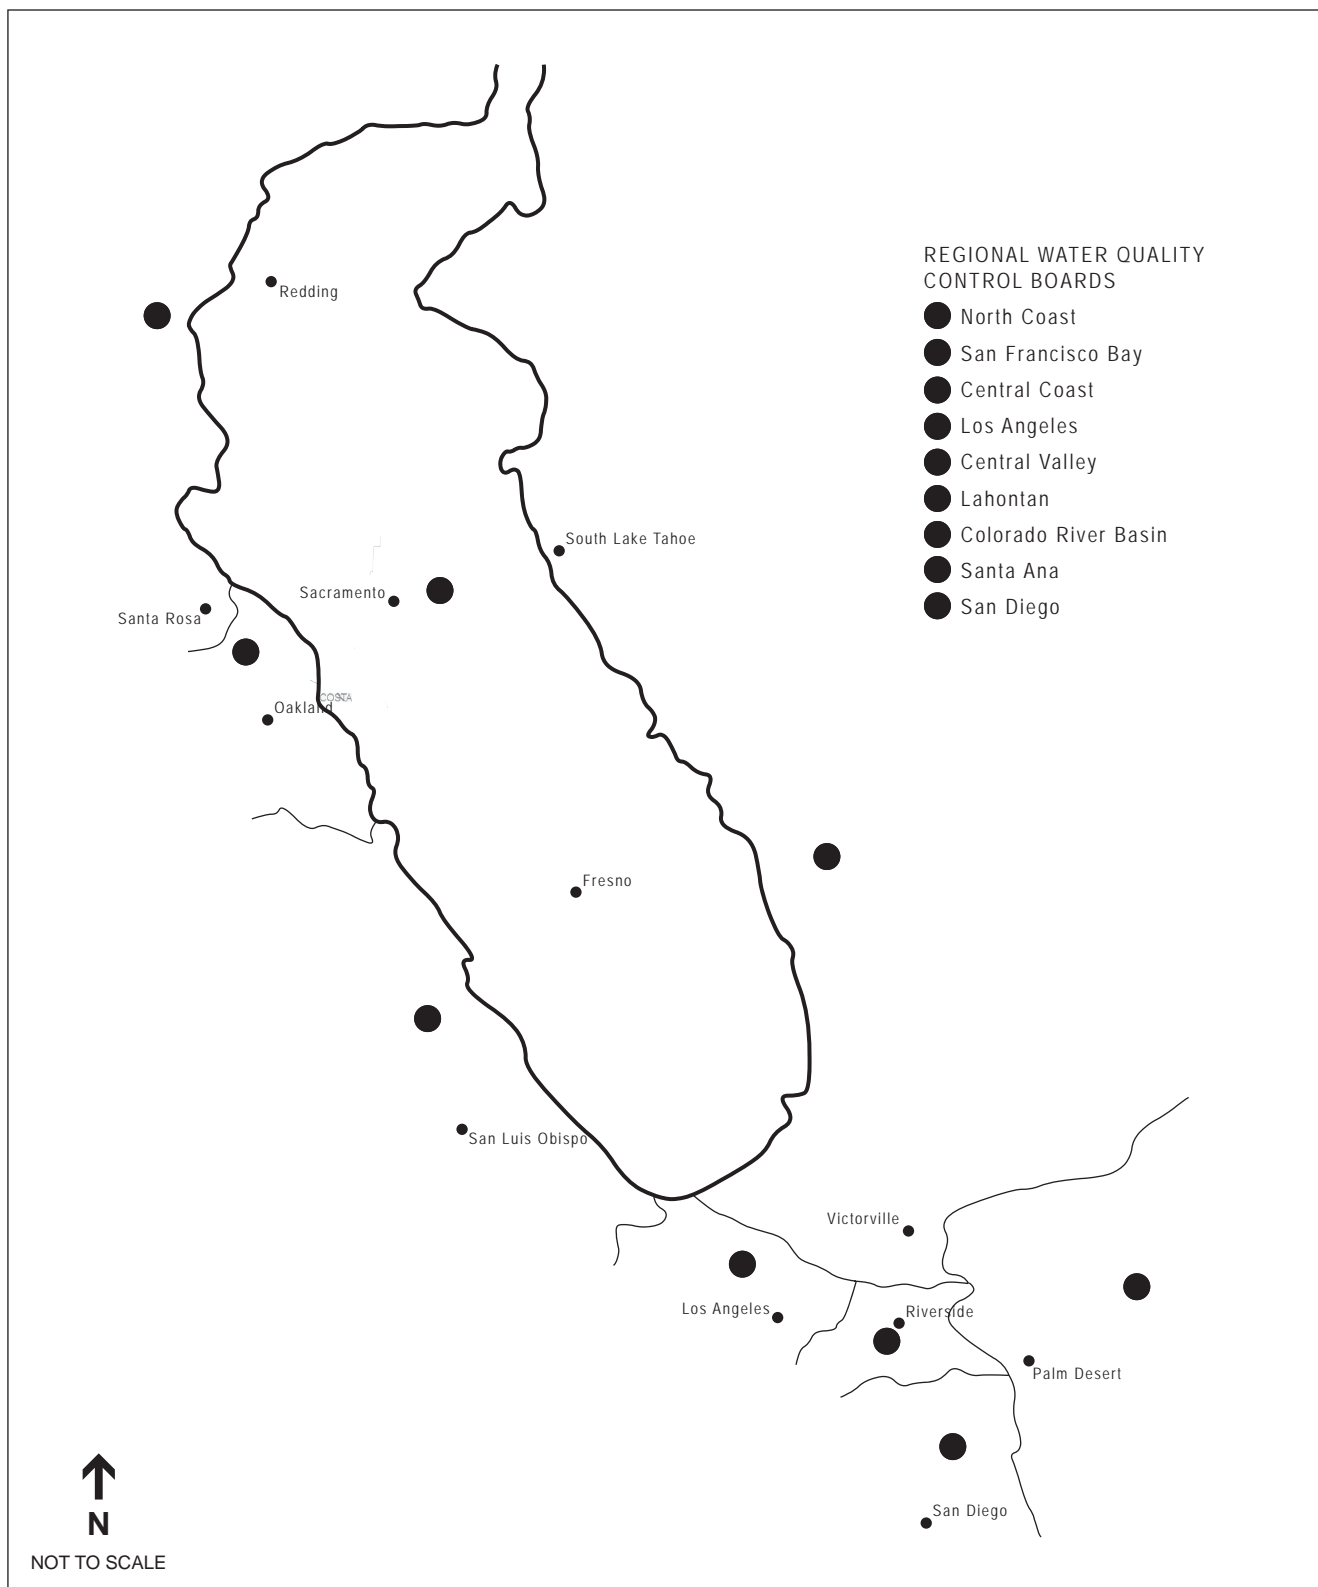 REGIONAL WATER QUALITY
CONTROL BOARDS
North Coast
San Francisco Bay
Central Coast
Los Angeles
Central Valley
Lahontan
Colorado River Basin
Santa Ana
San Diego
Redding
South Lake Tahoe
Sacramento
Santa Rosa
COSTA
Oakland
Fresno
San Luis Obispo
Victorville
Los Angeles
Riverside
Palm Desert
San Diego
N
NOT TO SCALE